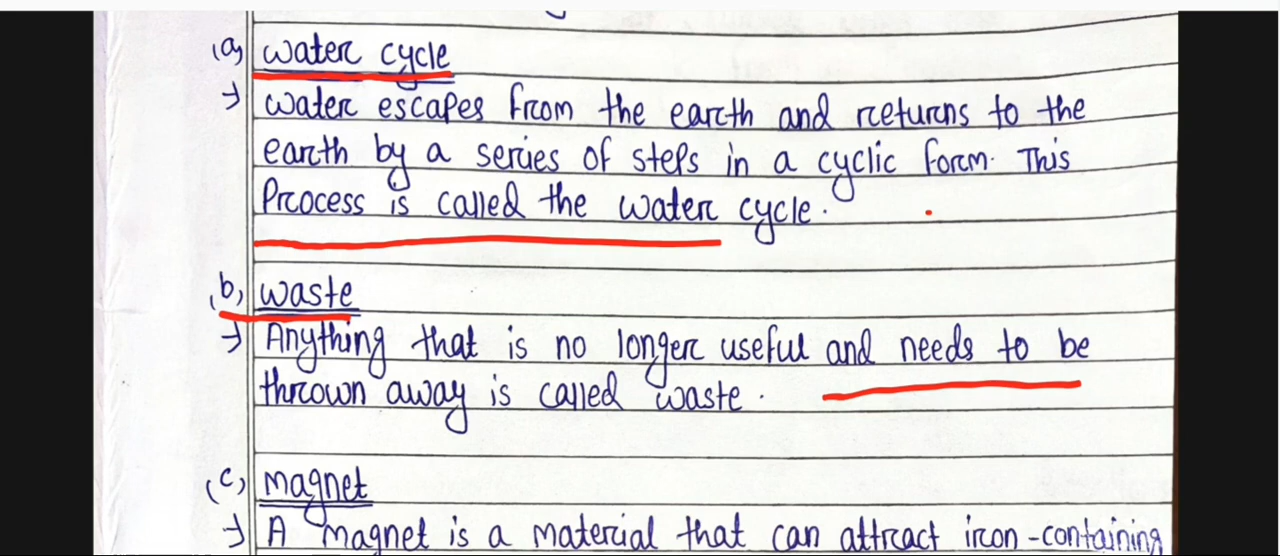 (a) water cycle
→ water escapes from the earth and returns to the
earth by a series of steps in a cyclic form. This
Process is called the water cycle.
(b) waste
→ Anything that is no longer useful and needs to be
thrown away is called waste.
(c) magnet
→ A magnet is a material that can attract iron-containing